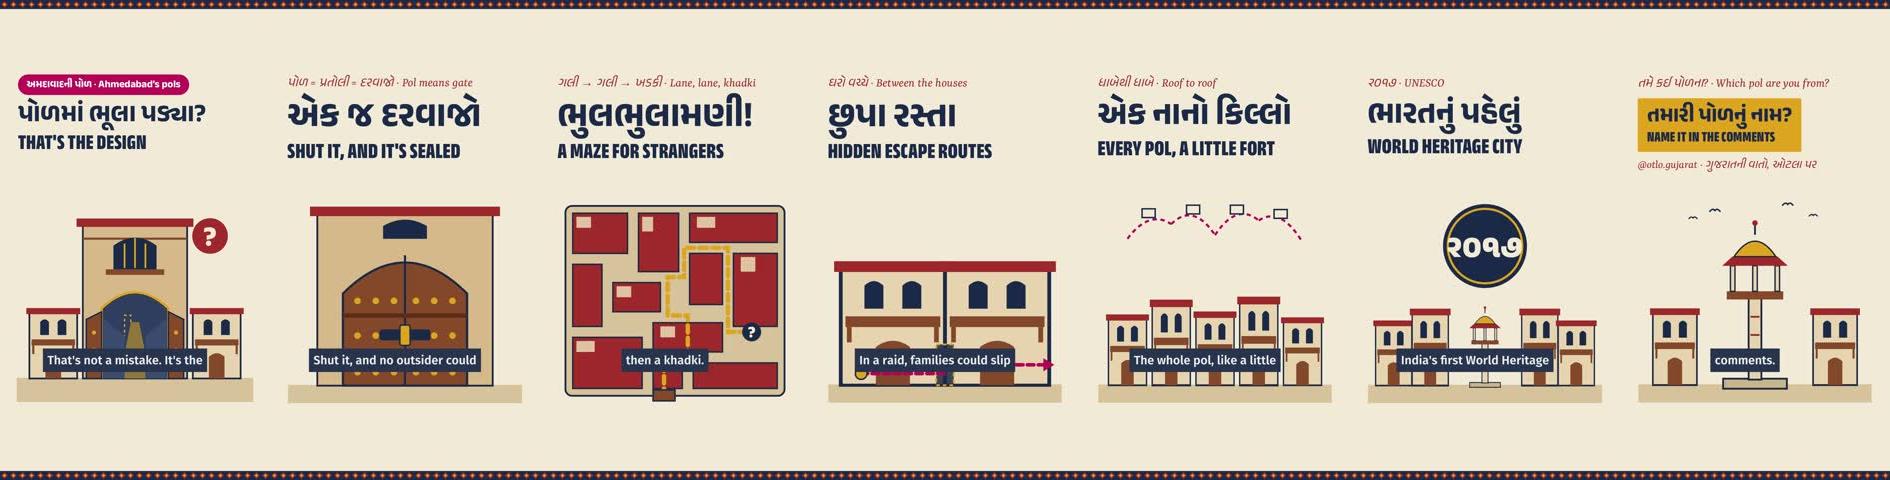 અમદાવાદની પોળ · Ahmedabad's pols
પોળમાં ભૂલા પડ્યા?
THAT'S THE DESIGN
?
That's not a mistake. It's the
પોળ = પ્રતોલી = દરવાજો · Pol means gate
એક જ દરવાજો
SHUT IT, AND IT'S SEALED
Shut it, and no outsider could
ગલી → ગલી → ખડકી · Lane, lane, khadki
ભુલભુલામણી!
A MAZE FOR STRANGERS
?
then a khadki.
ઘરો વચ્ચે · Between the houses
છુપા રસ્તા
HIDDEN ESCAPE ROUTES
In a raid, families could slip
ધાબેથી ધાબે · Roof to roof
એક નાનો કિલ્લો
EVERY POL, A LITTLE FORT
The whole pol, like a little
૨૦૧૭ · UNESCO
ભારતનું પહેલું
WORLD HERITAGE CITY
૨૦૧૭
India's first World Heritage
તમે કઈ પોળના? · Which pol are you from?
તમારી પોળનું નામ?
NAME IT IN THE COMMENTS
@otlo.gujarat · ગુજરાતની વાતો, ઓટલા પર
comments.